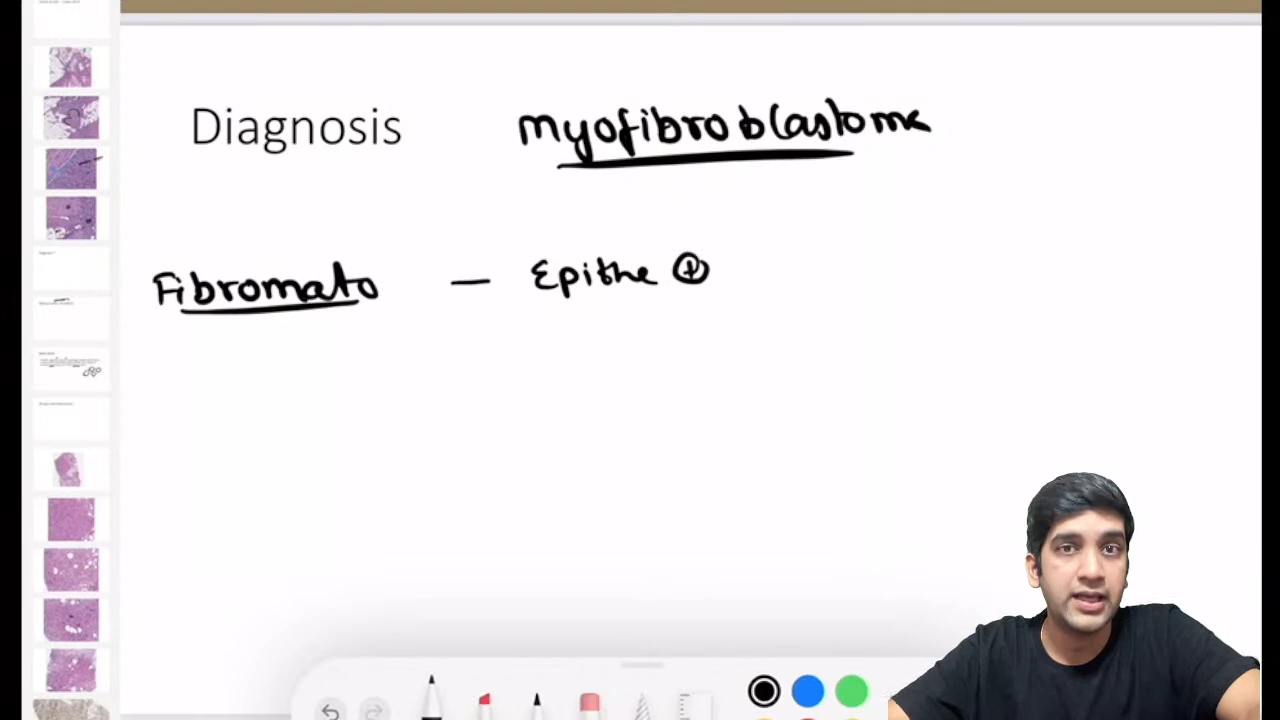 Diagnosis myofibroblastoma
Fibromato — Epithe ⊕